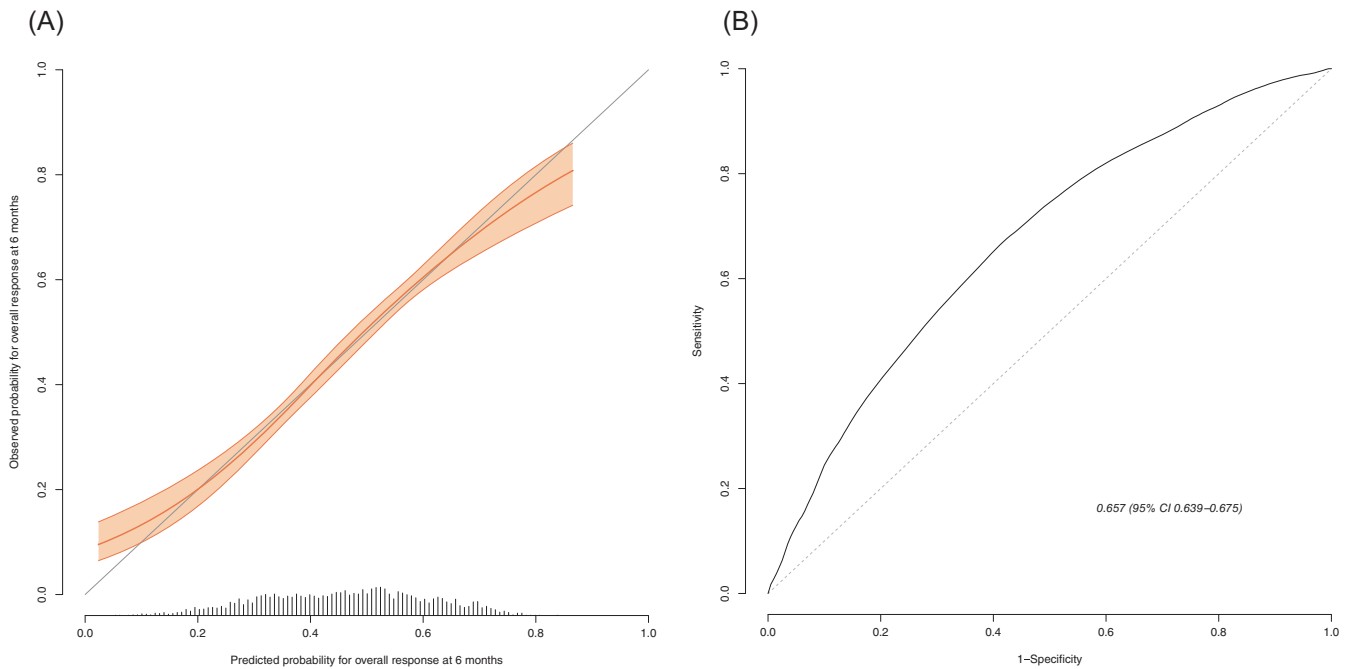 (A)
Observed probability for overall response at 6 months
1.0
0.8
0.6
0.4
0.2
0.0
0.0 0.2 0.4 0.6 0.8 1.0
Predicted probability for overall response at 6 months
(B)
Sensitivity
1.0
0.8
0.6
0.4
0.2
0.0
0.657 (95% CI 0.639–0.675)
0.0 0.2 0.4 0.6 0.8 1.0
1–Specificity